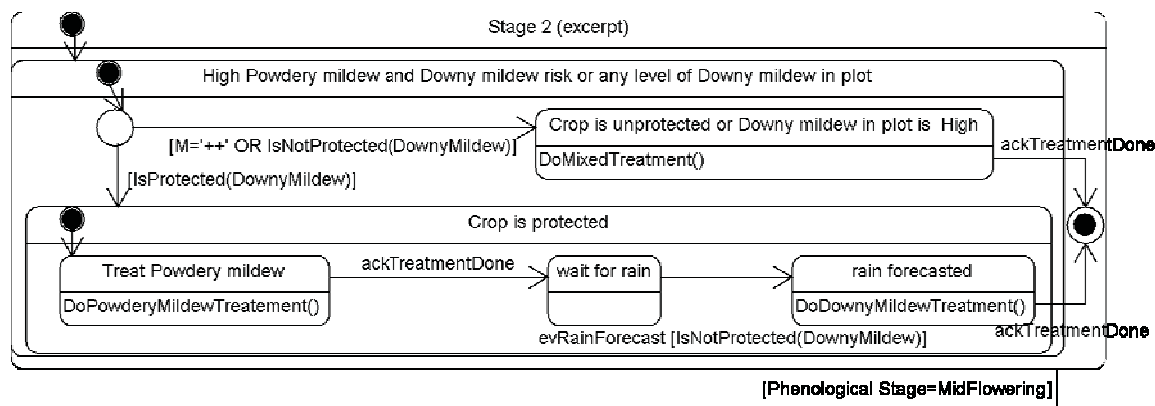 Stage 2 (excerpt)
High Powdery mildew and Downy mildew risk or any level of Downy mildew in plot
Crop is unprotected or Downy mildew in plot is High
[M='++' OR IsNotProtected(DownyMildew)]
DoMixedTreatment()
ackTreatmentDone
[IsProtected(DownyMildew)]
Crop is protected
Treat Powdery mildew
ackTreatmentDone
wait for rain
rain forecasted
DoPowderyMildewTreatement()
DoDownyMildewTreatment()
ackTreatmentDone
evRainForecast [IsNotProtected(DownyMildew)]
[Phenological Stage=MidFlowering]